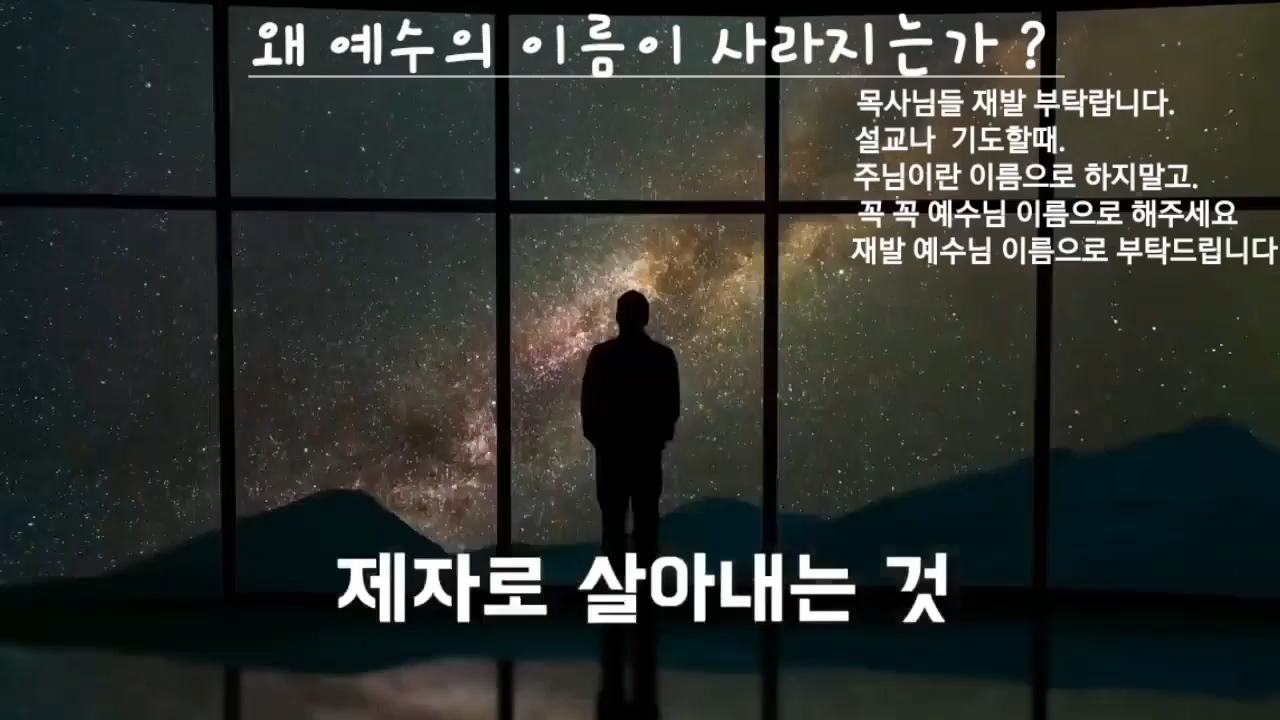 왜 예수의 이름이 사라지는가 ?
목사님들 재발 부탁랍니다.
설교나 기도할때.
주님이란 이름으로 하지말고.
꼭 꼭 예수님 이름으로 해주세요
재발 예수님 이름으로 부탁드립니다
제자로 살아내는 것